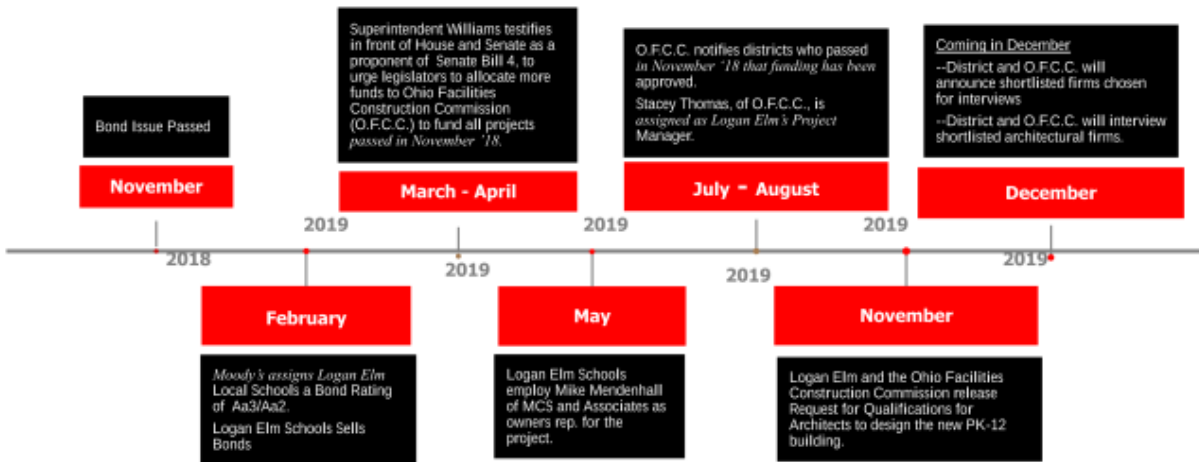 Bond Issue Passed
November
2018
2019
February
Moody's assigns Logan Elm
Local Schools a Bond Rating
of Aa3/Aa2.
Logan Elm Schools Sells
Bonds
Superintendent Williams testifies
in front of House and Senate as a
proponent of Senate Bill 4, to
urge legislators to allocate more
funds to Ohio Facilities
Construction Commission
(O.F.C.C.) to fund all projects
passed in November '18.
March - April
2019
2019
May
Logan Elm Schools
employ Mike Mendenhall
of MCS and Associates as
owners rep. for the
project.
O.F.C.C. notifies districts who passed
in November '18 that funding has been
approved.
Stacey Thomas, of O.F.C.C., is
assigned as Logan Elm's Project
Manager.
July - August
2019
2019
November
Logan Elm and the Ohio Facilities
Construction Commission release
Request for Qualifications for
Architects to design the new PK-12
building.
Coming in December
--District and O.F.C.C. will
announce shortlisted firms chosen
for interviews
--District and O.F.C.C. will interview
shortlisted architectural firms.
December
2019